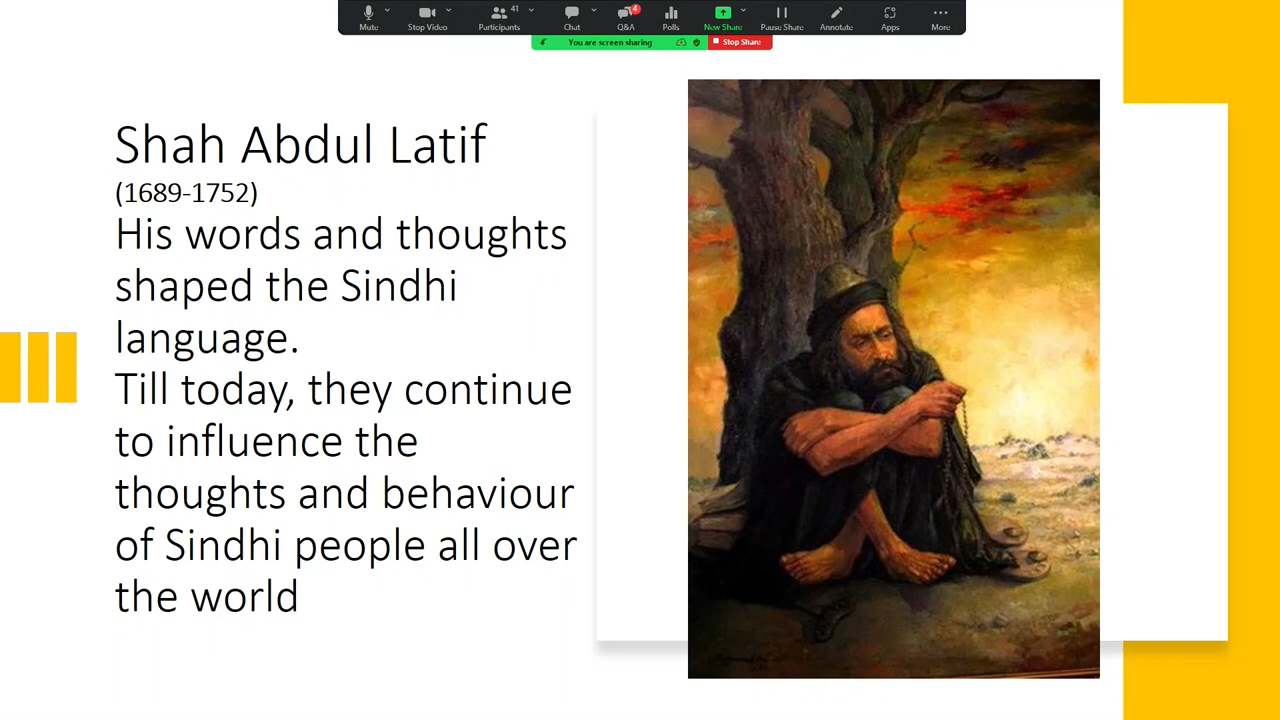 Mute
Stop Video
Participants
41
Chat
Q&A
4
Polls
New Share
Pause Share
Annotate
Apps
More
You are screen sharing
Stop Share
Shah Abdul Latif
(1689-1752)
His words and thoughts
shaped the Sindhi
language.
Till today, they continue
to influence the
thoughts and behaviour
of Sindhi people all over
the world